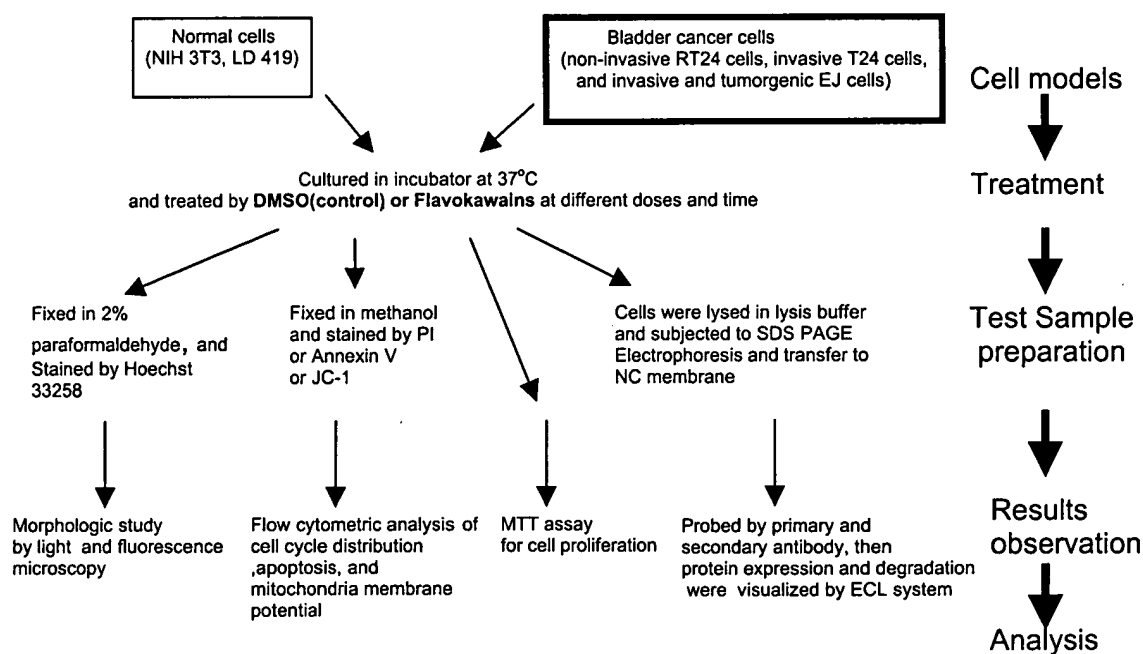 Normal cells
(NIH 3T3, LD 419)
Bladder cancer cells
(non-invasive RT24 cells, invasive T24 cells,
and invasive and tumorgenic EJ cells)
Cell models
Cultured in incubator at 37°C
and treated by DMSO(control) or Flavokawains at different doses and time
Treatment
Fixed in 2%
paraformaldehyde, and
Stained by Hoechst
33258
Fixed in methanol
and stained by PI
or Annexin V
or JC-1
Cells were lysed in lysis buffer
and subjected to SDS PAGE
Electrophoresis and transfer to
NC membrane
Test Sample
preparation
Morphologic study
by light and fluorescence
microscopy
Flow cytometric analysis of
cell cycle distribution
,apoptosis, and
mitochondria membrane
potential
MTT assay
for cell proliferation
Probed by primary and
secondary antibody, then
protein expression and degradation
were visualized by ECL system
Results
observation
Analysis